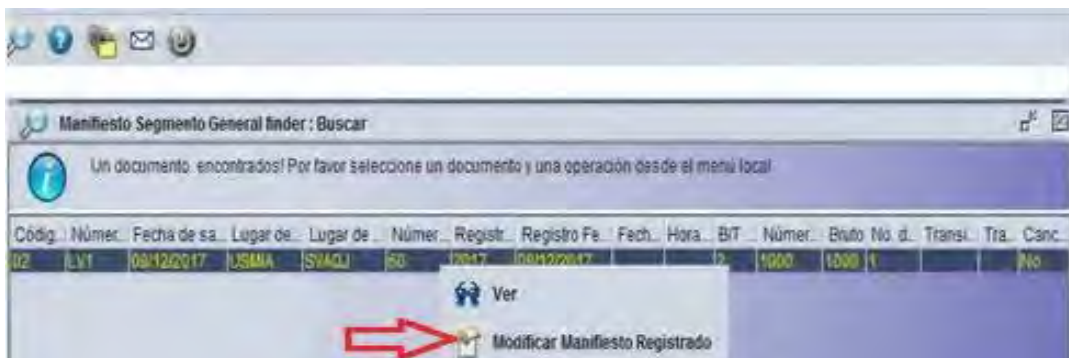 Manifiesto Segmento General finder : Buscar
Un documento encontrados! Por favor seleccione un documento y una operación desde el menú local
Códig... Númer... Fecha de sa... Lugar de... Lugar de ... Númer... Registr... Registro Fe... Fech... Hora... B/T ... Númer... Bruto No. d... Transi... Tra... Canc...
02 LV1 09/12/2017 USMIA SVAQJ 50 2017 09/12/2017 2 1000 1000 1 No
Ver
Modificar Manifiesto Registrado